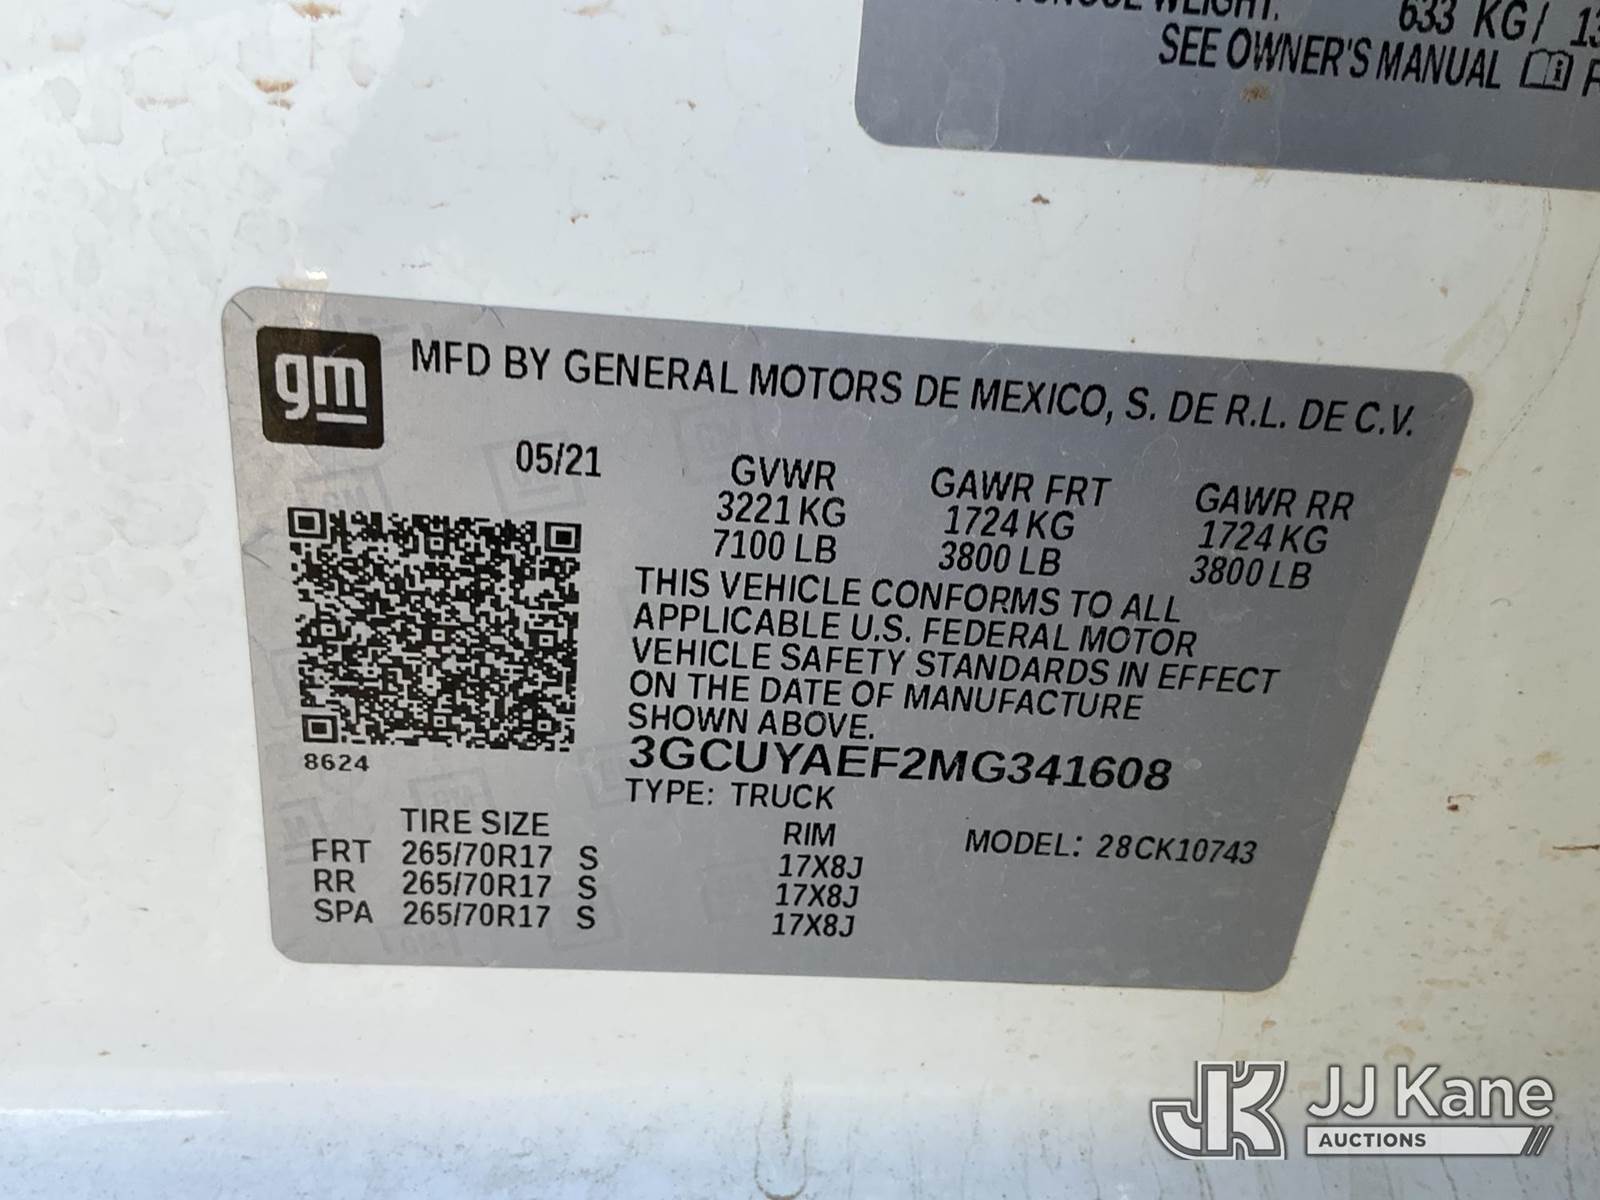 WEIGHT: 633 KG/ 13
SEE OWNER'S MANUAL
gm
MFD BY GENERAL MOTORS DE MEXICO, S. DE R.L. DE C.V.
05/21
GVWR GAWR FRT GAWR RR
3221 KG 1724 KG 1724 KG
7100 LB 3800 LB 3800 LB
THIS VEHICLE CONFORMS TO ALL
APPLICABLE U.S. FEDERAL MOTOR
VEHICLE SAFETY STANDARDS IN EFFECT
ON THE DATE OF MANUFACTURE
SHOWN ABOVE.
8624
3GCUYAEF2MG341608
TYPE: TRUCK
TIRE SIZE RIM MODEL: 28CK10743
FRT 265/70R17 S 17X8J
RR 265/70R17 S 17X8J
SPA 265/70R17 S 17X8J
JK JJ Kane
AUCTIONS